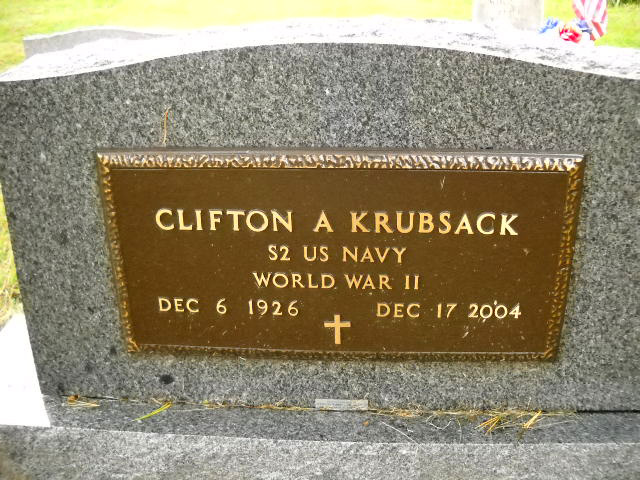 CLIFTON A KRUBSACK
S2 US NAVY
WORLD WAR II
DEC 6 1926 DEC 17 2004